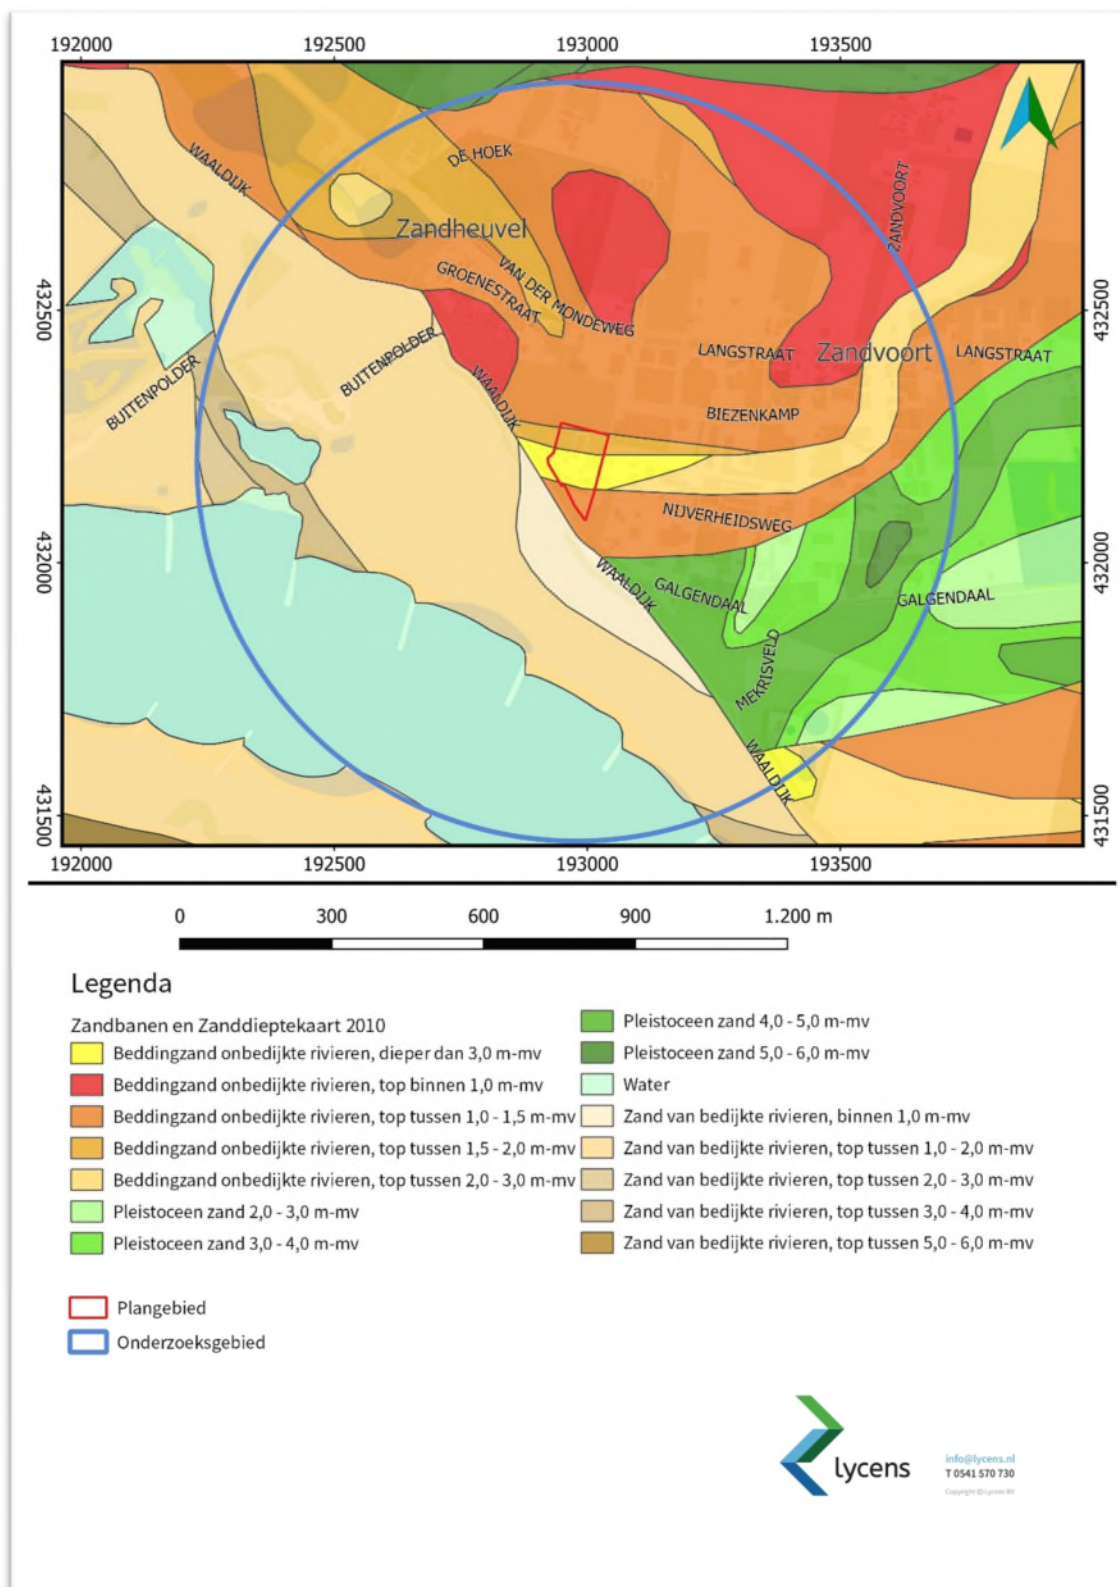 192000 192500 193000 193500
WAALDIJK
DE HOEK
ZANDVOORT
Zandheuvel
GROENESTRAAT
VAN DER MONDEWEG
432500
432500
BUITENPOLDER
BUITENPOLDER
WAALDIJK
LANGSTRAAT
Zandvoort
LANGSTRAAT
BIEZENKAMP
NIJVERHEIDSWEG
432000
432000
WAALDIJK
GALGENDAAL
GALGENDAAL
MEKRISVELD
WAALDIJK
431500
431500
192000 192500 193000 193500
0 300 600 900 1.200 m
Legenda
Zandbanen en Zanddieptekaart 2010
Beddingzand onbedijkte rivieren, dieper dan 3,0 m-mv
Beddingzand onbedijkte rivieren, top binnen 1,0 m-mv
Beddingzand onbedijkte rivieren, top tussen 1,0 - 1,5 m-mv
Beddingzand onbedijkte rivieren, top tussen 1,5 - 2,0 m-mv
Beddingzand onbedijkte rivieren, top tussen 2,0 - 3,0 m-mv
Pleistoceen zand 2,0 - 3,0 m-mv
Pleistoceen zand 3,0 - 4,0 m-mv
Pleistoceen zand 4,0 - 5,0 m-mv
Pleistoceen zand 5,0 - 6,0 m-mv
Water
Zand van bedijkte rivieren, binnen 1,0 m-mv
Zand van bedijkte rivieren, top tussen 1,0 - 2,0 m-mv
Zand van bedijkte rivieren, top tussen 2,0 - 3,0 m-mv
Zand van bedijkte rivieren, top tussen 3,0 - 4,0 m-mv
Zand van bedijkte rivieren, top tussen 5,0 - 6,0 m-mv
Plangebied
Onderzoeksgebied
lycens
info@lycens.nl
T 0541 570 730
Copyright © Lycens BV